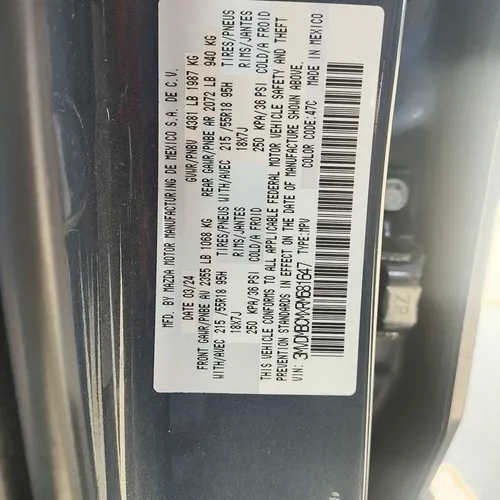 MFD. BY MAZDA MOTOR MANUFACTURING DE MEXICO S.A. DE C.V.
DATE 03/24 GVWR/PNBV 4381 LB 1987 KG
FRONT GAWR/PNBE AV 2355 LB 1068 KG REAR GAWR/PNBE AR 2072 LB 940 KG
WITH/AVEC 215 /55R18 95H TIRES/PNEUS WITH/AVEC 215 /55R18 95H TIRES/PNEUS
18X7J RIMS/JANTES 18X7J RIMS/JANTES
250 KPA/36 PSI COLD/A FROID 250 KPA/36 PSI COLD/A FROID
THIS VEHICLE CONFORMS TO ALL APPLICABLE FEDERAL MOTOR VEHICLE SAFETY AND THEFT
PREVENTION STANDARDS IN EFFECT ON THE DATE OF MANUFACTURE SHOWN ABOVE.
VIN: TYPE:MPV COLOR CODE:47C MADE IN MEXICO
2R